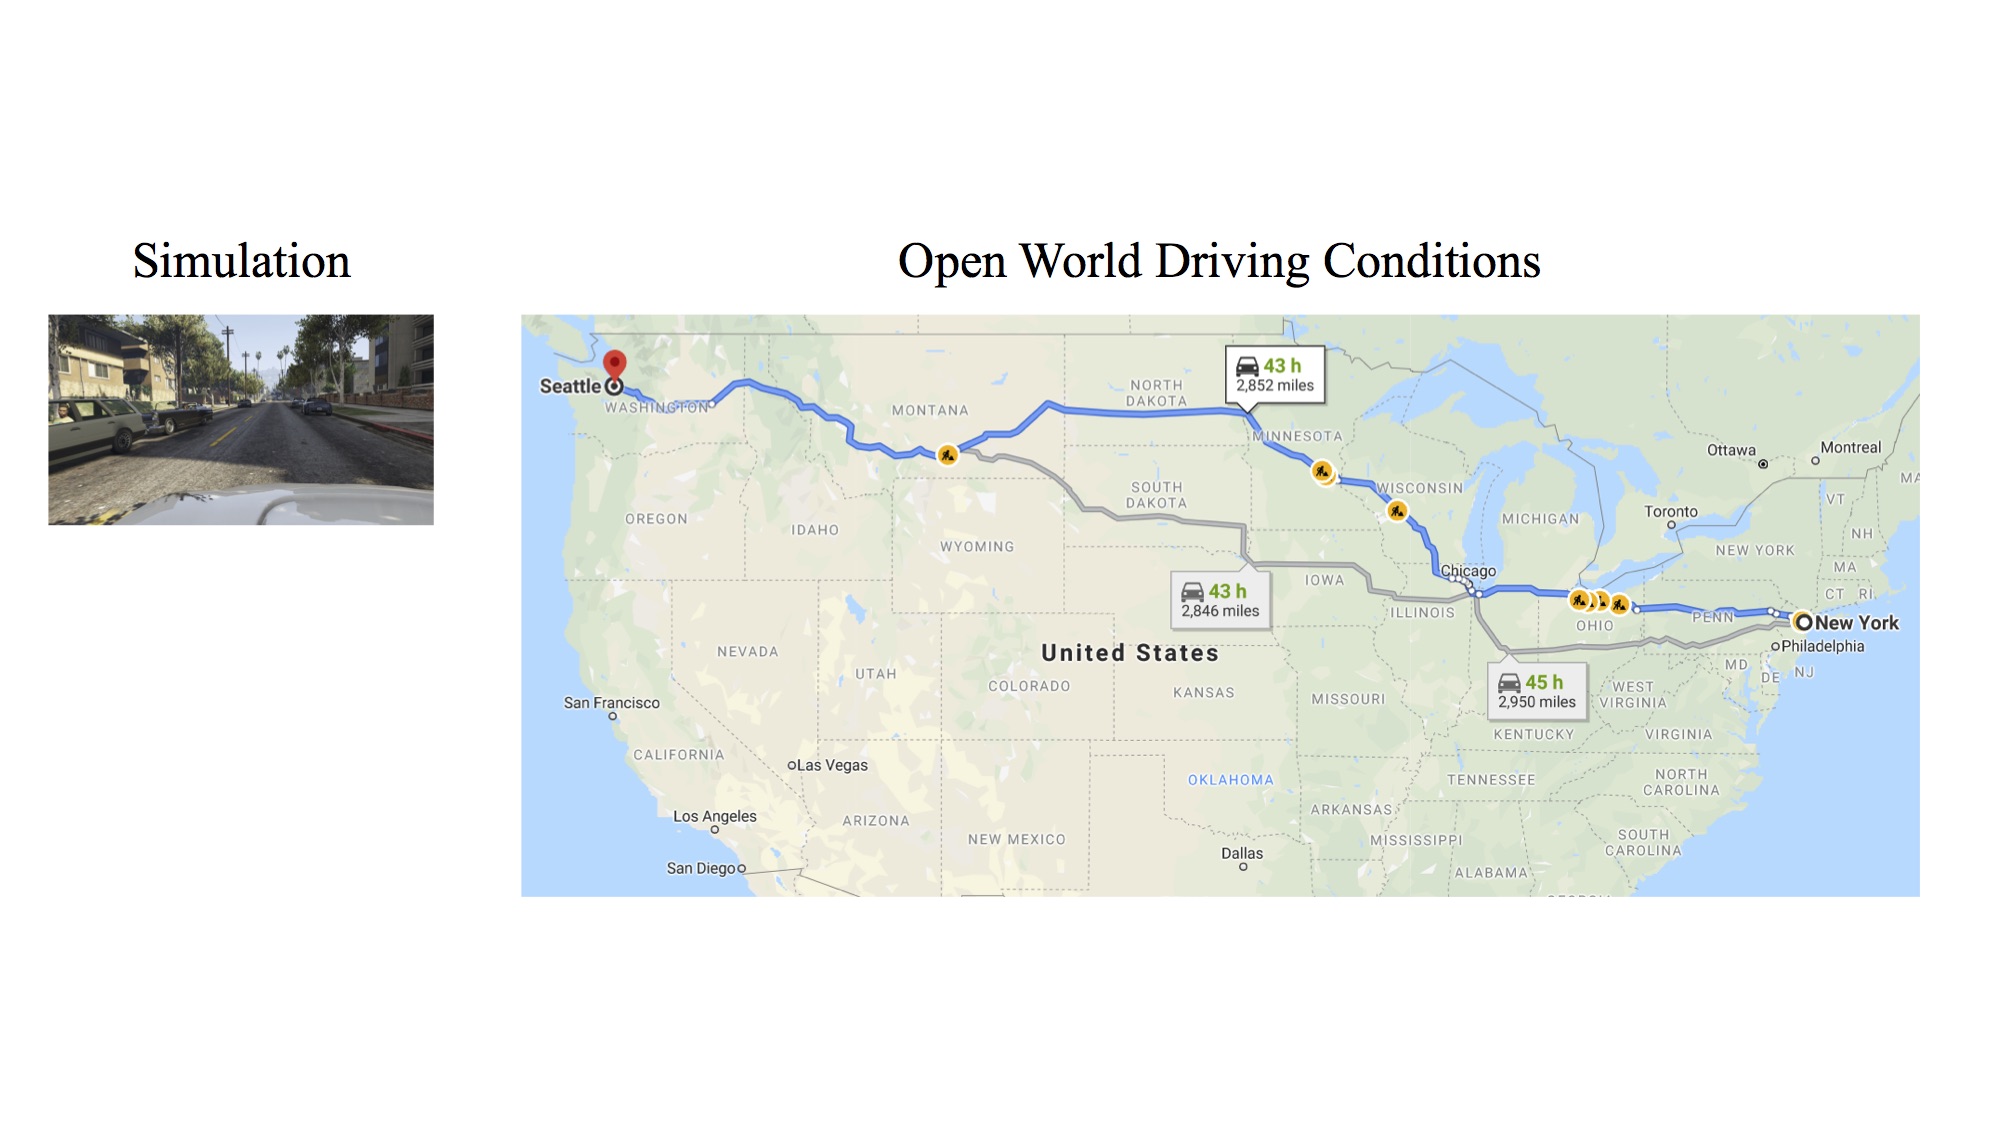 Simulation
Open World Driving Conditions
43 h
2,852 miles
Seattle
WASHINGTON
MONTANA
NORTH
DAKOTA
MINNESOTA
Ottawa
Montreal
MA
SOUTH
DAKOTA
WISCONSIN
VT
OREGON
IDAHO
WYOMING
MICHIGAN
Toronto
NH
NEW YORK
Chicago
MA
43 h
2,846 miles
IOWA
ILLINOIS
CT
RI
OHIO
PENN
New York
Philadelphia
NEVADA
UTAH
United States
COLORADO
KANSAS
MISSOURI
45 h
2,950 miles
WEST
VIRGINIA
MD
DE
NJ
San Francisco
KENTUCKY
VIRGINIA
CALIFORNIA
Las Vegas
OKLAHOMA
TENNESSEE
NORTH
CAROLINA
Los Angeles
ARIZONA
NEW MEXICO
ARKANSAS
MISSISSIPPI
SOUTH
CAROLINA
San Diego
Dallas
ALABAMA